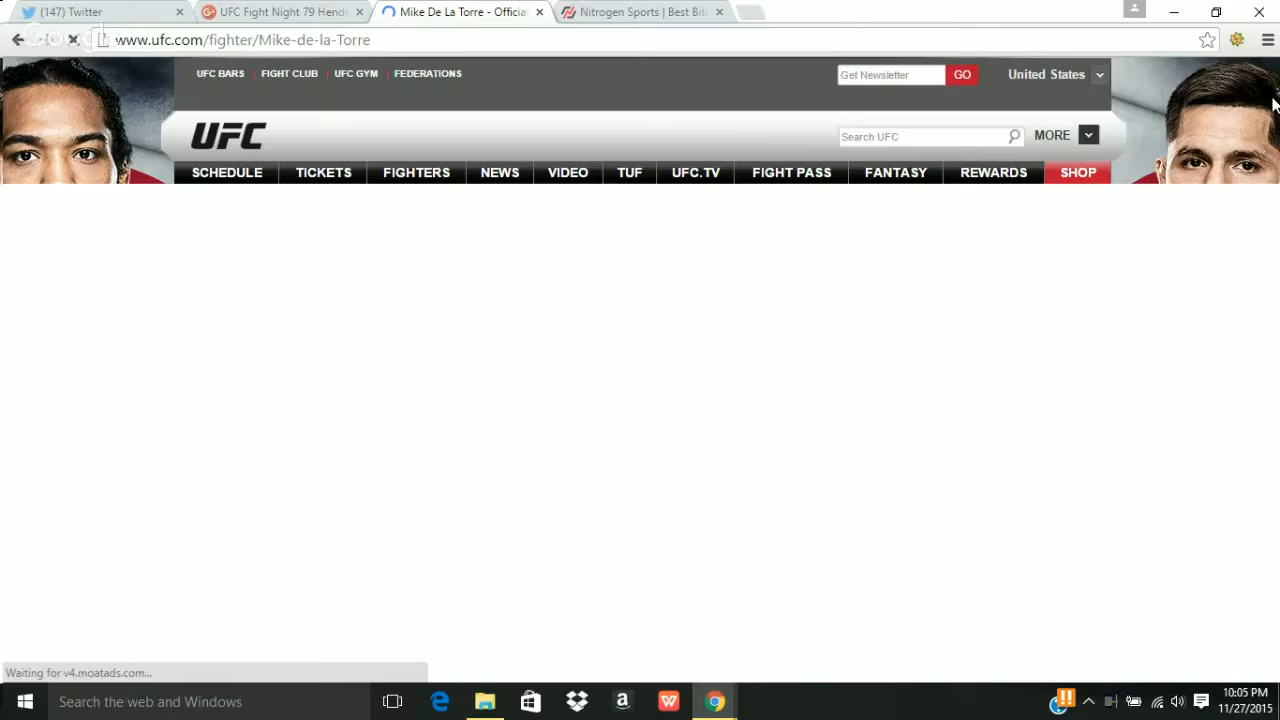 (147) Twitter
UFC Fight Night 79 Hende
Mike De La Torre - Officia
Nitrogen Sports | Best Bit
www.ufc.com/fighter/Mike-de-la-Torre
UFC BARS
FIGHT CLUB
UFC GYM
FEDERATIONS
Get Newsletter
GO
United States
UFC
Search UFC
MORE
SCHEDULE
TICKETS
FIGHTERS
NEWS
VIDEO
TUF
UFC.TV
FIGHT PASS
FANTASY
REWARDS
SHOP
Waiting for v4.moatads.com...
Search the web and Windows
10:05 PM
11/27/2015